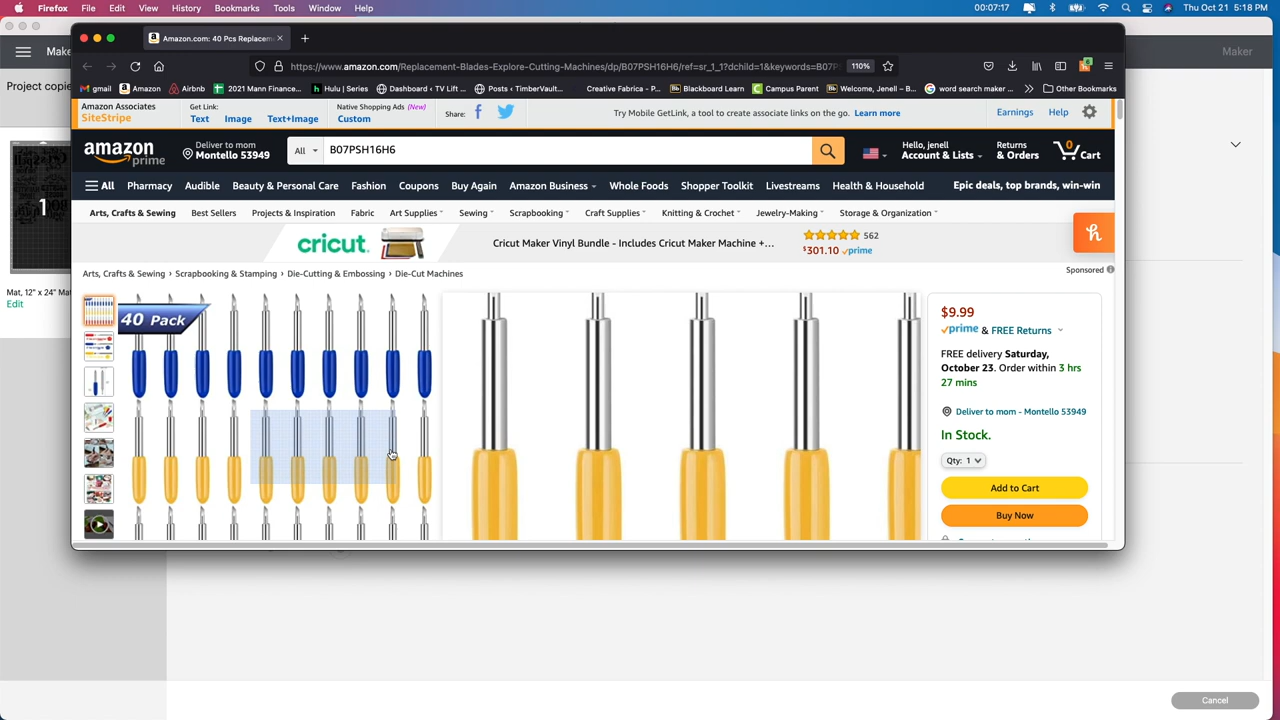 Firefox File Edit View History Bookmarks Tools Window Help 00:07:17 Thu Oct 21 5:18 PM
Amazon.com: 40 Pcs Replacem
https://www.amazon.com/Replacement-Blades-Explore-Cutting-Machines/dp/B07PSH16H6/ref=sr_1_1?dchild=1&keywords=B07P 110%
gmail Amazon Airbnb 2021 Mann Finance... Hulu | Series Dashboard ‹ TV Lift ... Posts ‹ TimberVault... Creative Fabrica - P... Blackboard Learn Campus Parent Welcome, Jenell – B... word search maker ... >> Other Bookmarks
Make
Maker
Amazon Associates
SiteStripe
Get Link:
Text Image Text+Image
Native Shopping Ads (New)
Custom
Share:
Try Mobile GetLink, a tool to create associate links on the go. Learn more
Earnings Help
Project copie
amazon
prime
Deliver to mom
Montello 53949
All B07PSH16H6
Hello, jenell
Account & Lists
Returns
& Orders
0
Cart
All Pharmacy Audible Beauty & Personal Care Fashion Coupons Buy Again Amazon Business Whole Foods Shopper Toolkit Livestreams Health & Household Epic deals, top brands, win-win
Arts, Crafts & Sewing Best Sellers Projects & Inspiration Fabric Art Supplies Sewing Scrapbooking Craft Supplies Knitting & Crochet Jewelry-Making Storage & Organization
1
cricut
Cricut Maker Vinyl Bundle - Includes Cricut Maker Machine +...
562
$301.10 prime
h
Sponsored
Arts, Crafts & Sewing › Scrapbooking & Stamping › Die-Cutting & Embossing › Die-Cut Machines
Mat, 12" x 24" Mat
Edit
40 Pack
$9.99
prime & FREE Returns
FREE delivery Saturday,
October 23. Order within 3 hrs
27 mins
Deliver to mom - Montello 53949
In Stock.
Qty: 1
Add to Cart
Buy Now
Cancel